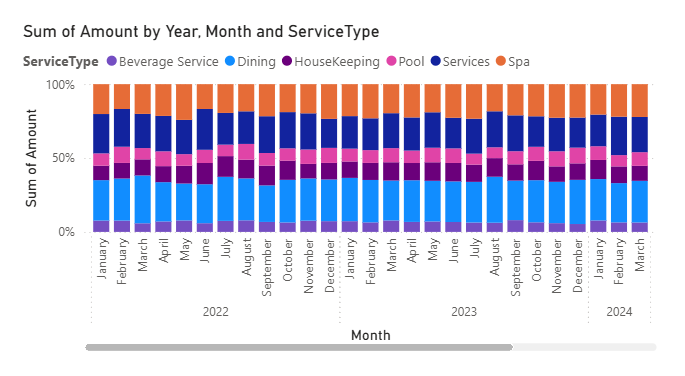 Sum of Amount by Year, Month and ServiceType
ServiceType Beverage Service Dining HouseKeeping Pool Services Spa
100%
50%
0%
Sum of Amount
January February March April May June July August September October November December January February March April May June July August September October November December January February March
2022 2023 2024
Month